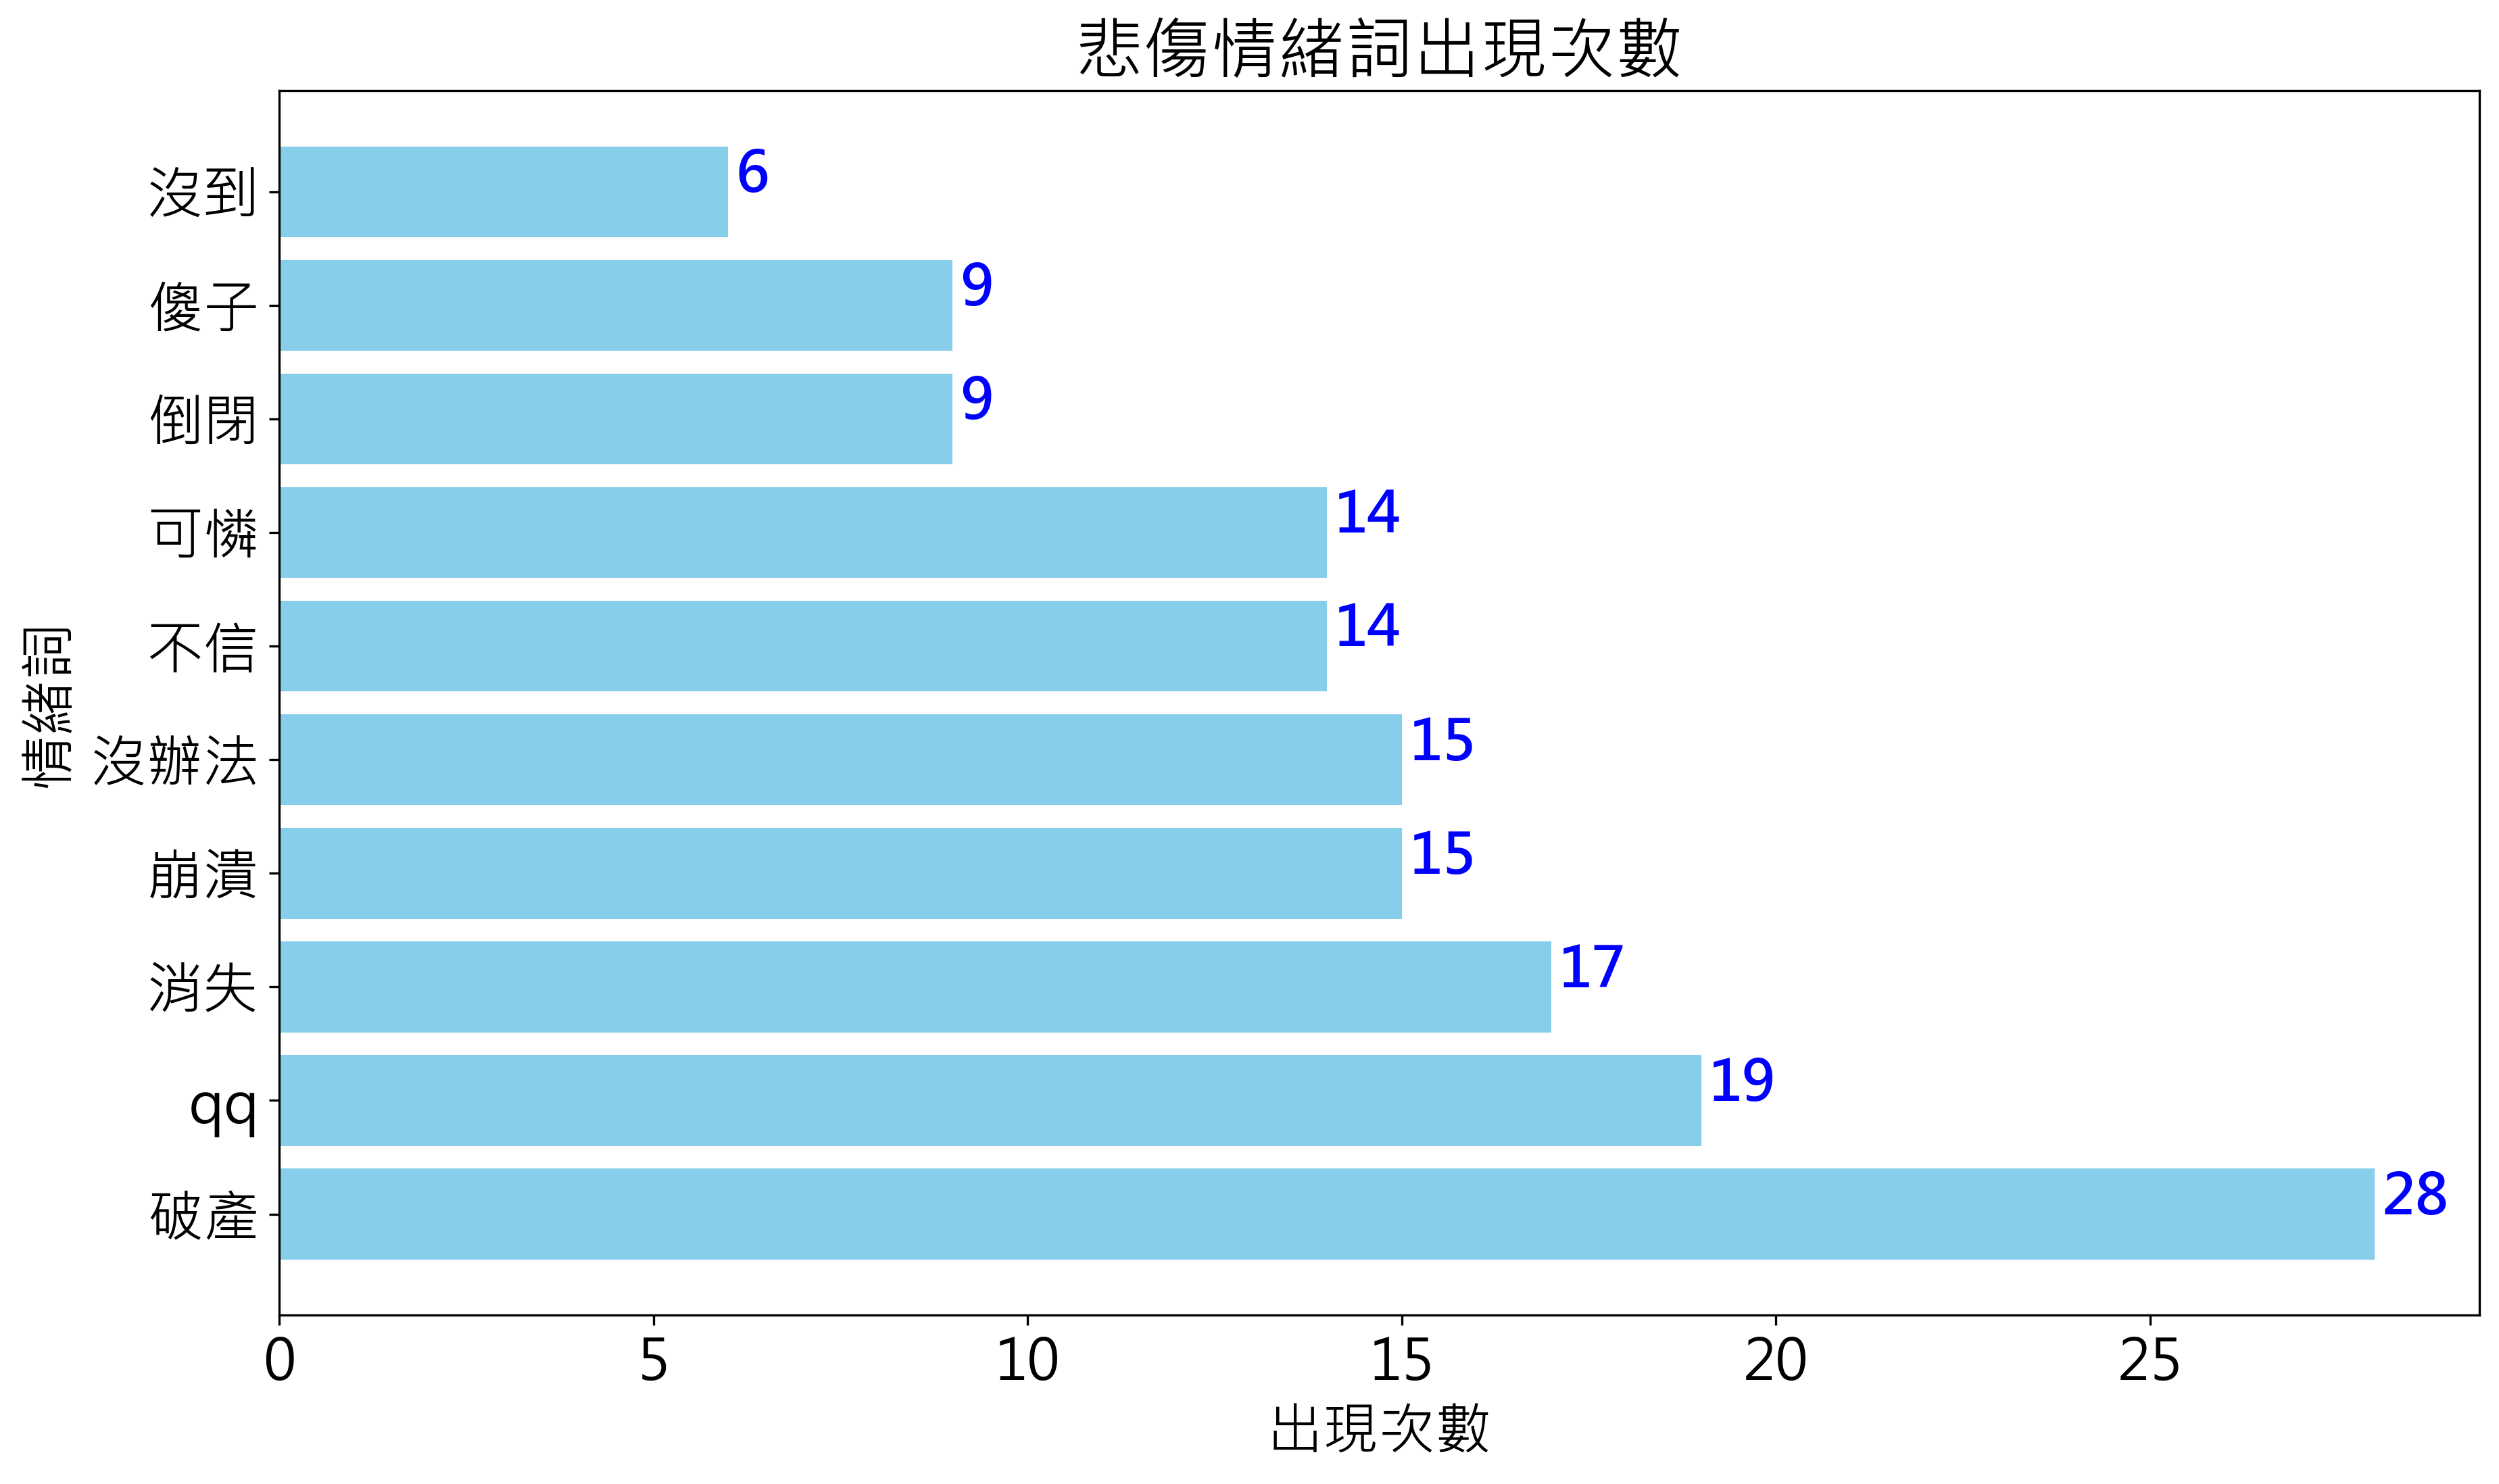 悲傷情緒詞出現次數
情緒詞
沒到 6
傻子 9
倒閉 9
可憐 14
不信 14
沒辦法 15
崩潰 15
消失 17
qq 19
破產 28
0 5 10 15 20 25
出現次數